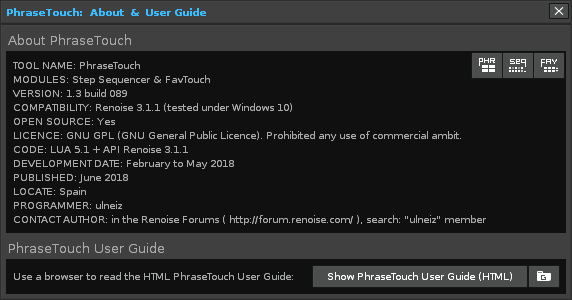 PhraseTouch: About & User Guide
About PhraseTouch
PHR SEQ FAV
TOOL NAME: PhraseTouch
MODULES: Step Sequencer & FavTouch
VERSION: 1.3 build 089
COMPATIBILITY: Renoise 3.1.1 (tested under Windows 10)
OPEN SOURCE: Yes
LICENCE: GNU GPL (GNU General Public Licence). Prohibited any use of commercial ambit.
CODE: LUA 5.1 + API Renoise 3.1.1
DEVELOPMENT DATE: February to May 2018
PUBLISHED: June 2018
LOCATE: Spain
PROGRAMMER: ulneiz
CONTACT AUTHOR: in the Renoise Forums ( http://forum.renoise.com/ ), search: "ulneiz" member
PhraseTouch User Guide
Use a browser to read the HTML PhraseTouch User Guide:
Show PhraseTouch User Guide (HTML)